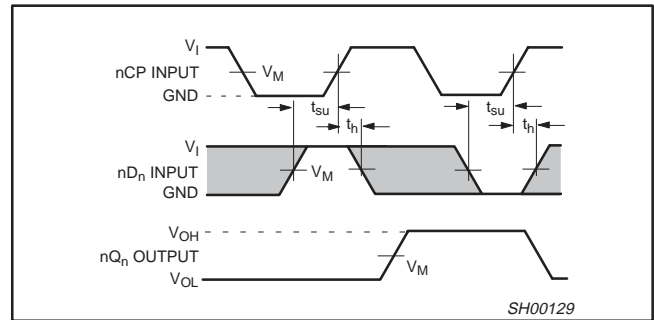 V_I
nCP INPUT
V_M
GND
t_su
t_h
t_su
t_h
V_I
nD_n INPUT
V_M
GND
V_OH
nQ_n OUTPUT
V_M
V_OL
SH00129